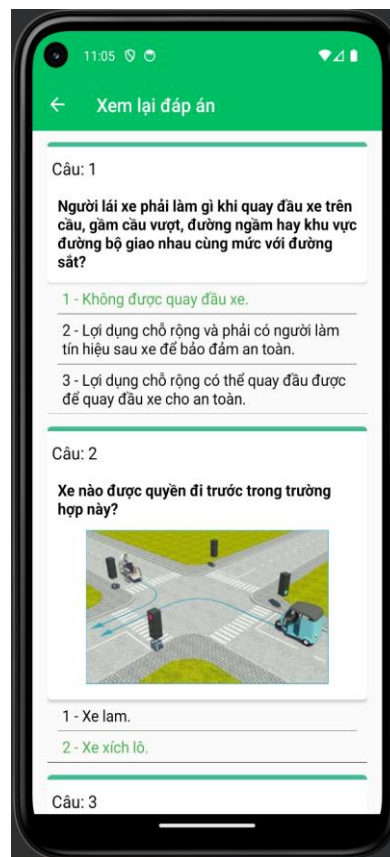 11:05
Xem lại đáp án
Câu: 1
Người lái xe phải làm gì khi quay đầu xe trên
cầu, gầm cầu vượt, đường ngầm hay khu vực
đường bộ giao nhau cùng mức với đường
sắt?
1 - Không được quay đầu xe.
2 - Lợi dụng chỗ rộng và phải có người làm
tín hiệu sau xe để bảo đảm an toàn.
3 - Lợi dụng chỗ rộng có thể quay đầu được
để quay đầu xe cho an toàn.
Câu: 2
Xe nào được quyền đi trước trong trường
hợp này?
1 - Xe lam.
2 - Xe xích lô.
Câu: 3